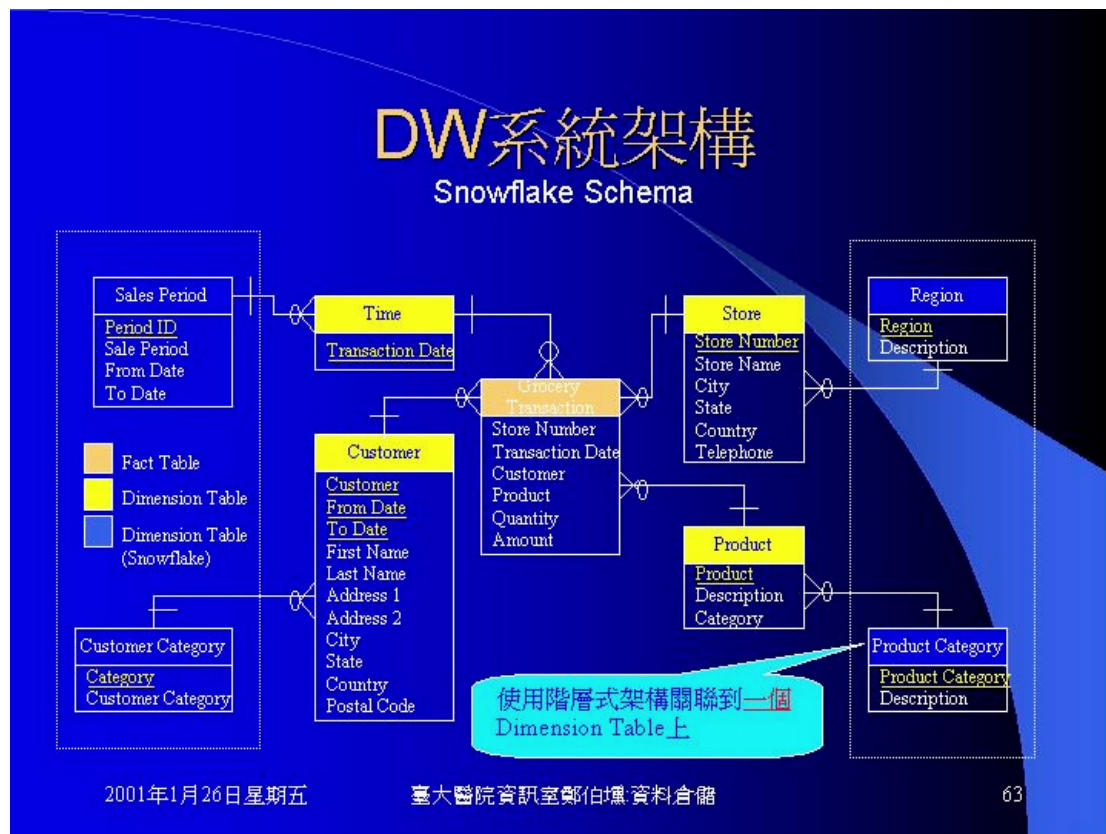 DW系統架構
Snowflake Schema
Sales Period
Period ID
Sale Period
From Date
To Date
Time
Transaction Date
Store
Store Number
Store Name
City
State
Country
Telephone
Region
Region
Description
Grocery
Transaction
Store Number
Transaction Date
Customer
Product
Quantity
Amount
Fact Table
Dimension Table
Dimension Table
(Snowflake)
Customer
Customer
From Date
To Date
First Name
Last Name
Address 1
Address 2
City
State
Country
Postal Code
Product
Product
Description
Category
Customer Category
Category
Customer Category
Product Category
Product Category
Description
使用階層式架構關聯到一個
Dimension Table上
2001年1月26日星期五
臺大醫院資訊室鄭伯壎:資料倉儲
63